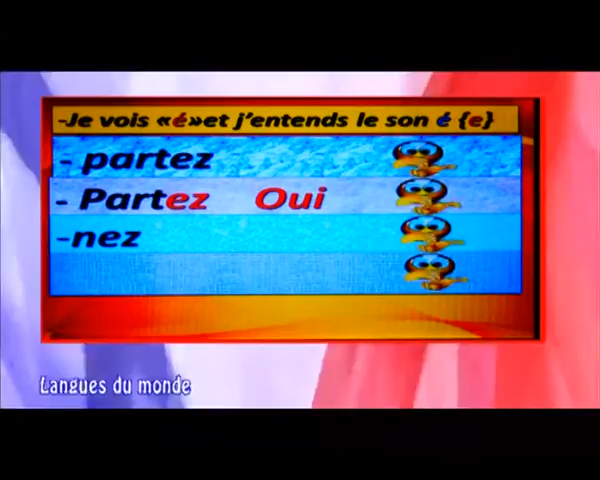 -Je vois «é»et j'entends le son é {e}
- partez
- Partez Oui
-nez
Langues du monde